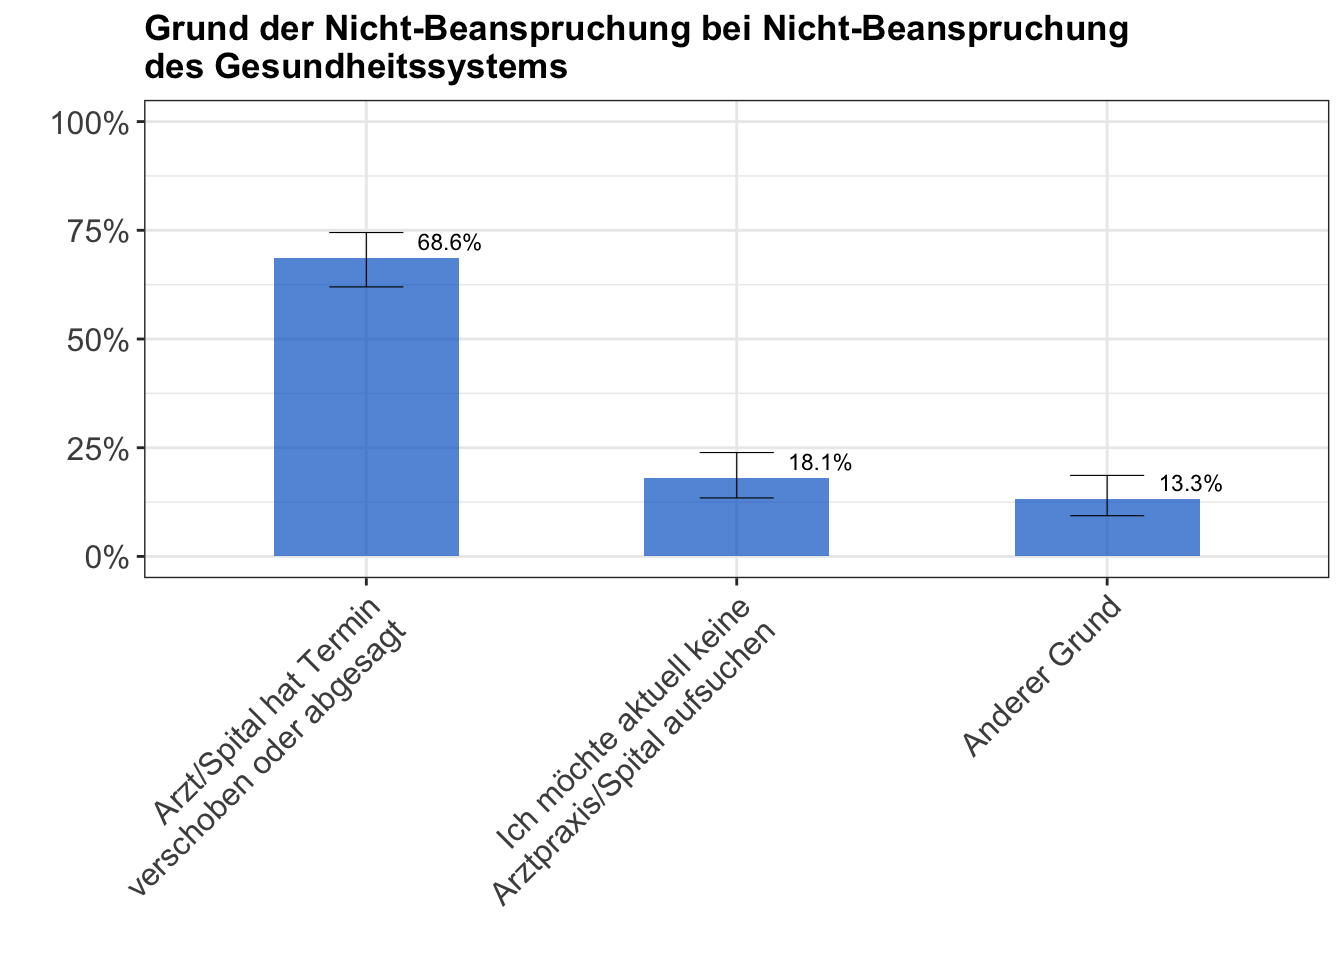 Grund der Nicht-Beanspruchung bei Nicht-Beanspruchung
des Gesundheitssystems
100%
75%
50%
25%
0%
68.6%
18.1%
13.3%
Arzt/Spital hat Termin
verschoben oder abgesagt
Ich möchte aktuell keine
Arztpraxis/Spital aufsuchen
Anderer Grund